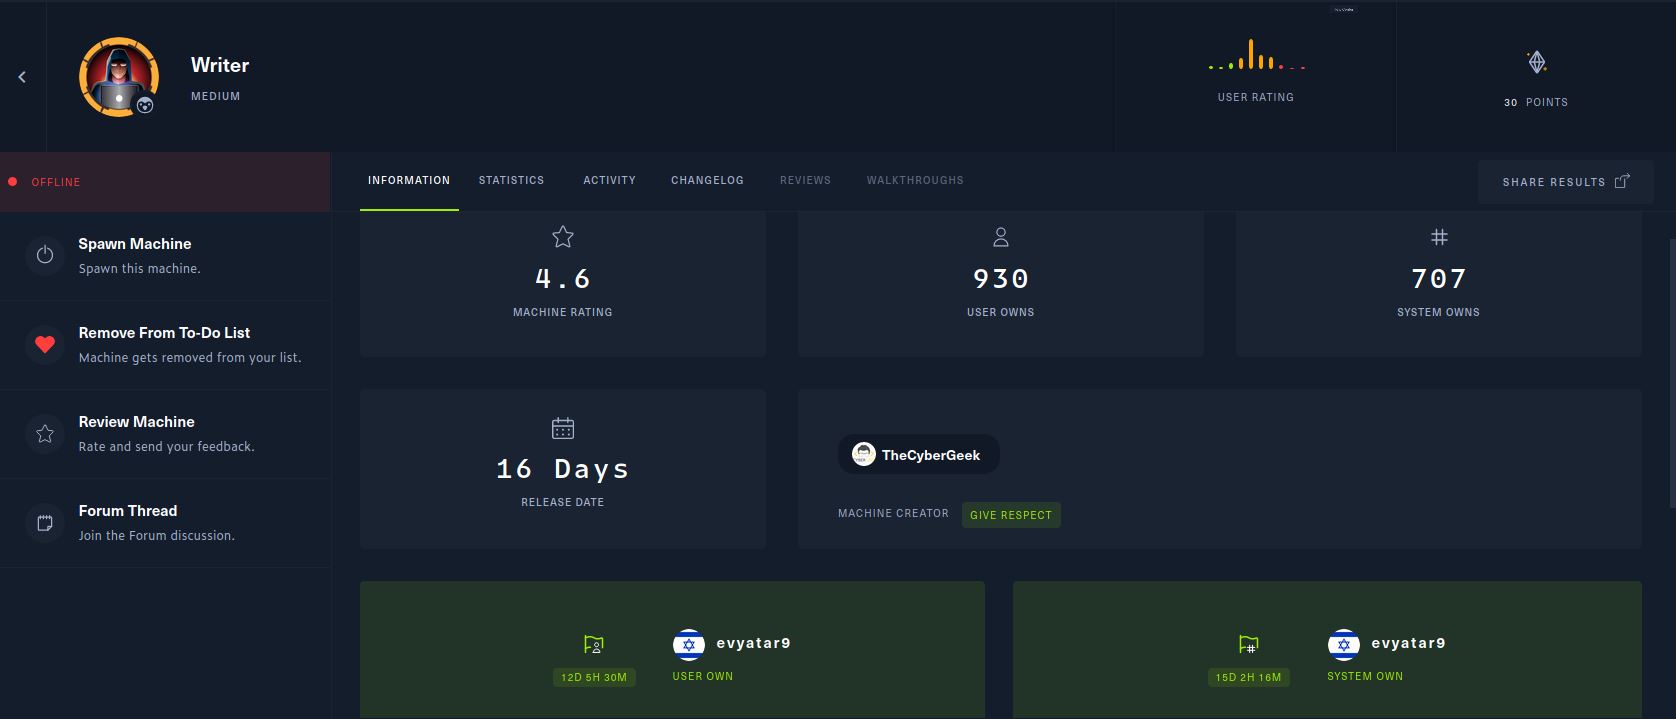 Writer
MEDIUM
USER RATING
30 POINTS
OFFLINE
INFORMATION STATISTICS ACTIVITY CHANGELOG REVIEWS WALKTHROUGHS
SHARE RESULTS
Spawn Machine
Spawn this machine.
Remove From To-Do List
Machine gets removed from your list.
Review Machine
Rate and send your feedback.
Forum Thread
Join the Forum discussion.
4.6
MACHINE RATING
930
USER OWNS
707
SYSTEM OWNS
16 Days
RELEASE DATE
TheCyberGeek
MACHINE CREATOR GIVE RESPECT
evyatar9
12D 5H 30M USER OWN
evyatar9
15D 2H 16M SYSTEM OWN